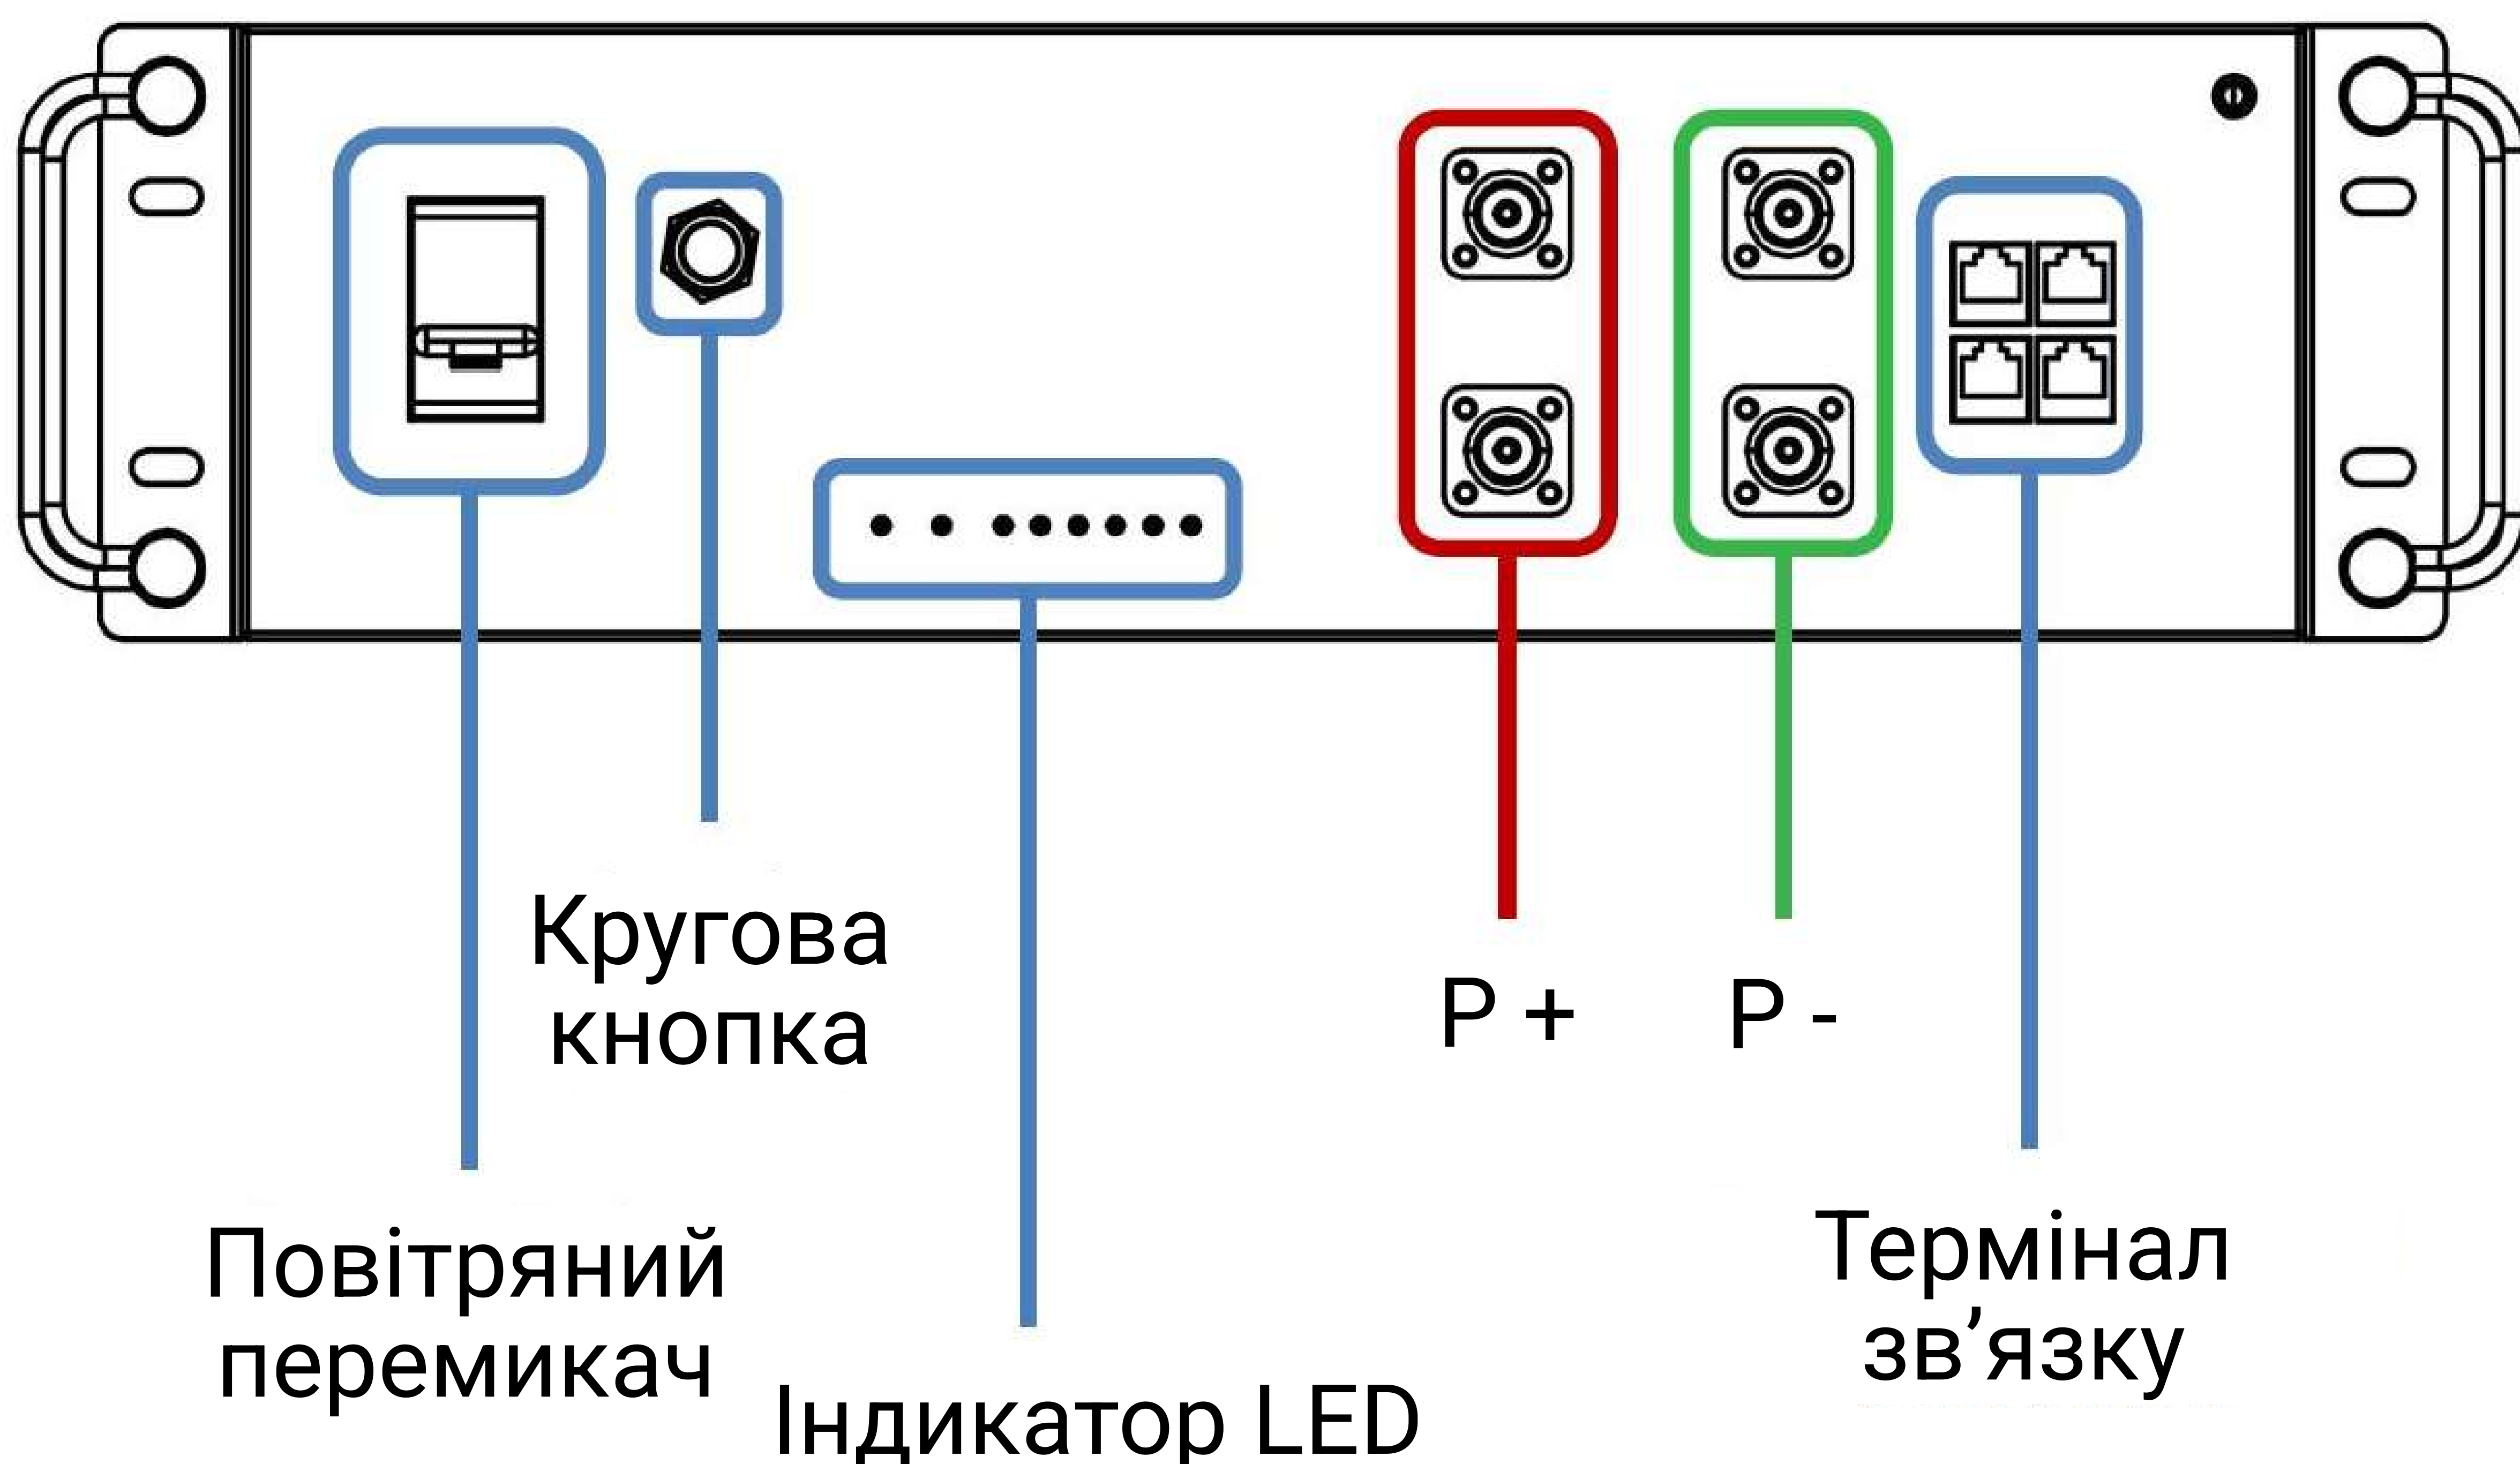 Кругова
кнопка
P +
P -
Повітряний
перемикач
Індикатор LED
Термінал
зв’язку